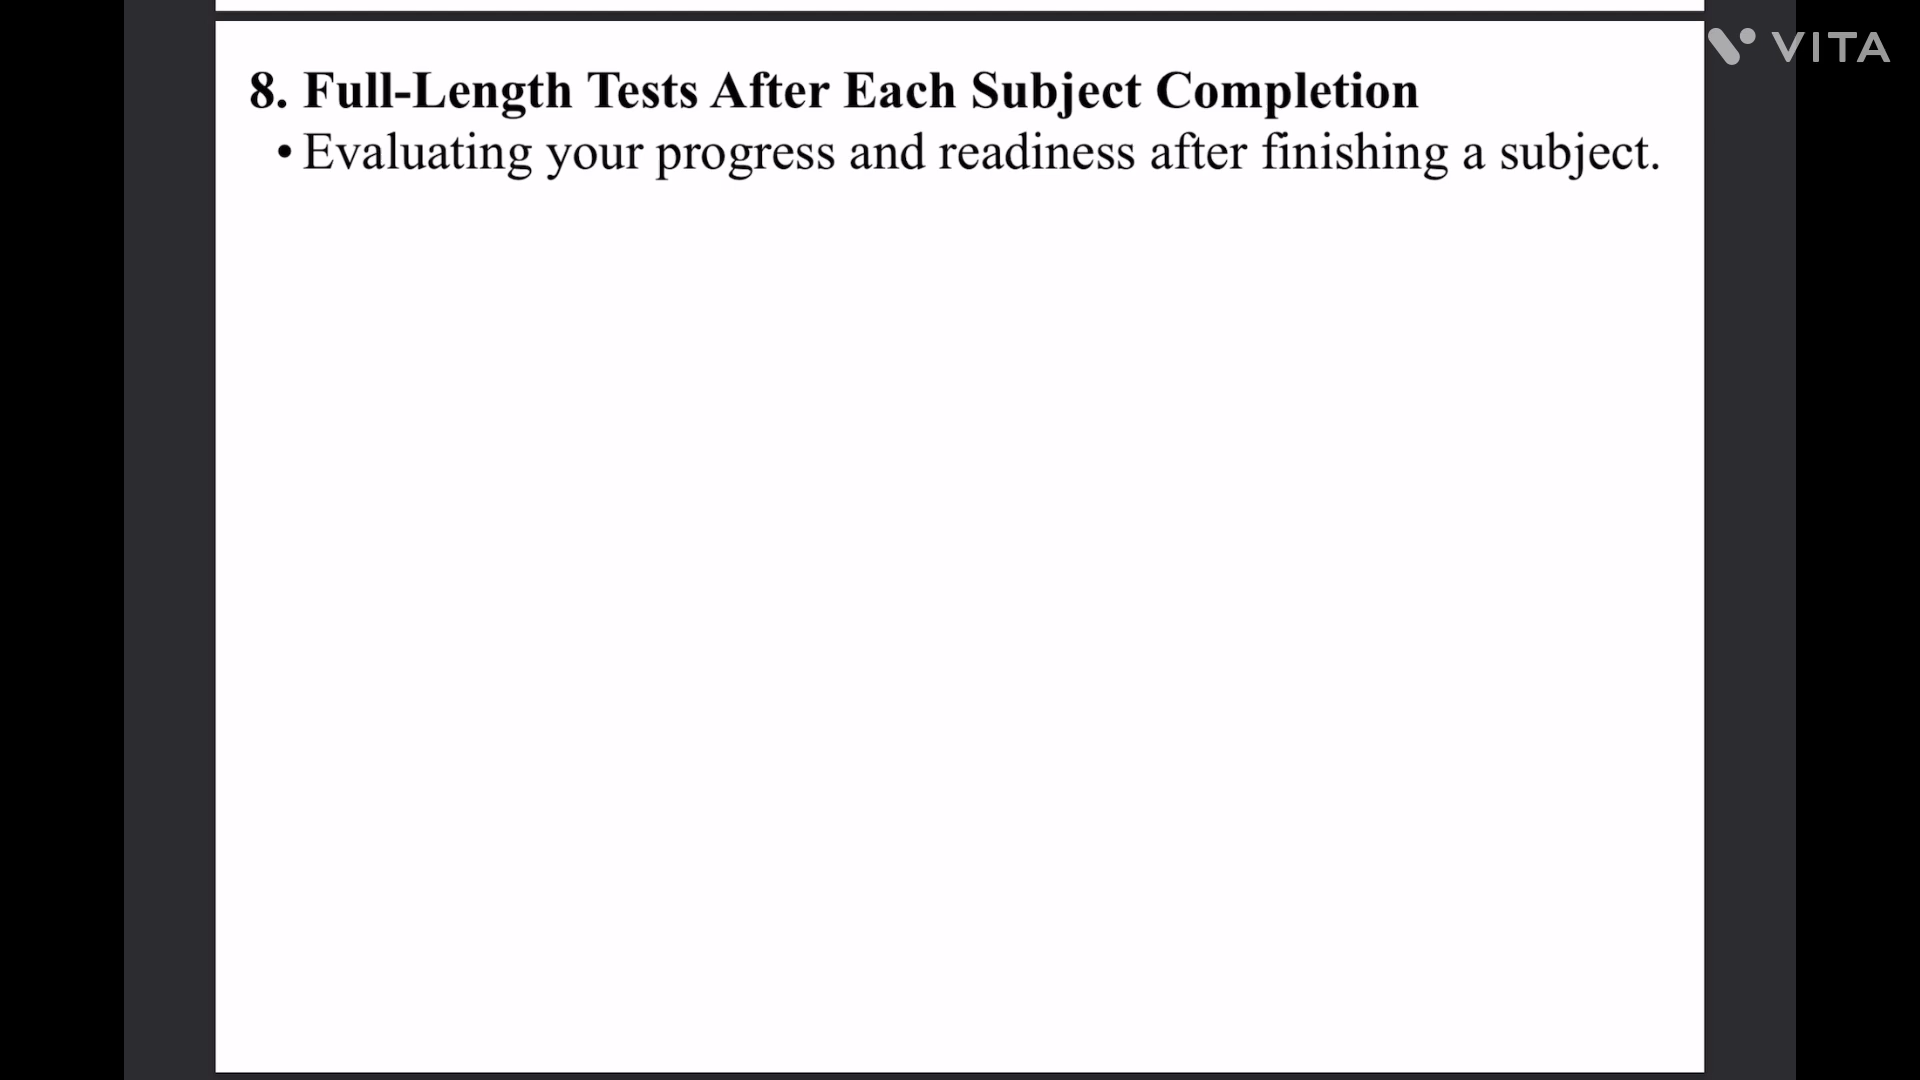 VITA
8. Full-Length Tests After Each Subject Completion
• Evaluating your progress and readiness after finishing a subject.